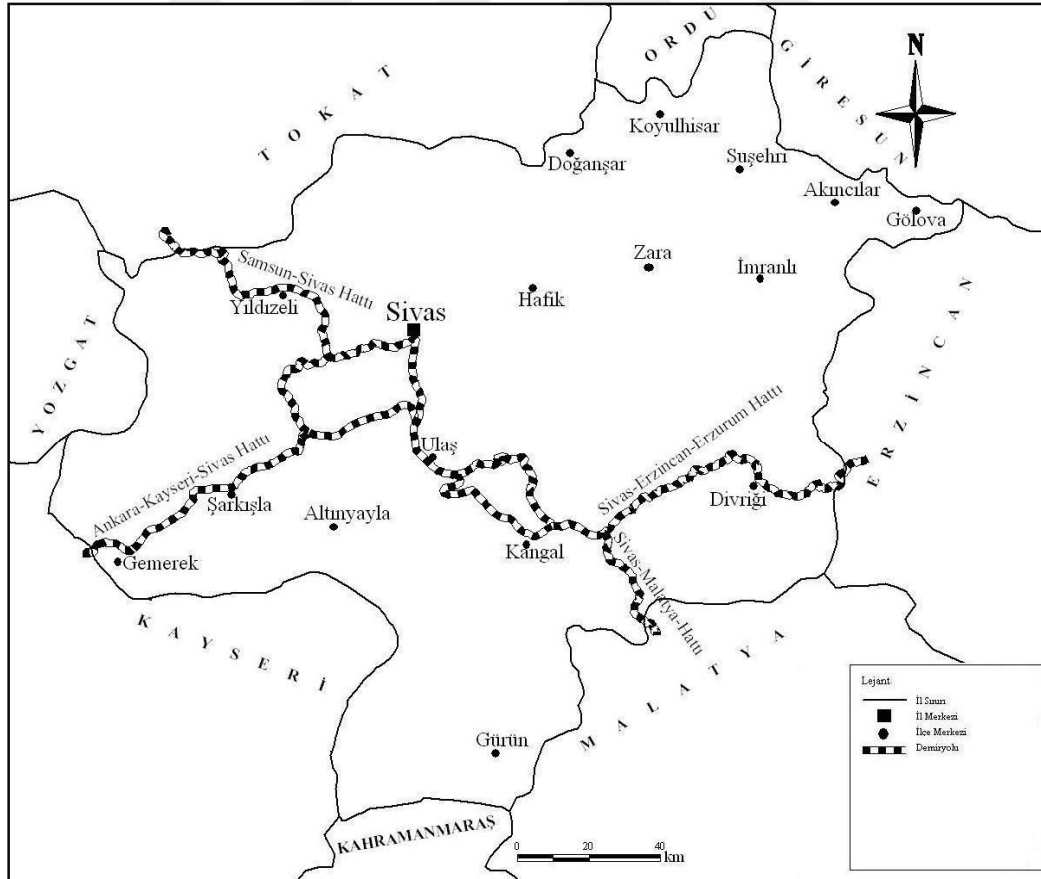 ORDU
GİRESUN
N
TOKAT
Koyulhisar
Doğanşar
Suşehri
Akıncılar
Gölova
Samsun-Sivas Hattı
Zara
İmranlı
Hafik
Yıldızeli
Sivas
YOZGAT
ERZİNCAN
Ulaş
Ankara-Kayseri-Sivas Hattı
Sivas-Erzincan-Erzurum Hattı
Divriği
Şarkışla
Altınyayla
Kangal
Gemerek
Sivas-Malatya-Hattı
KAYSERİ
MALATYA
Gürün
KAHRAMANMARAŞ
Lejant
İl Sınırı
İl Merkezi
İlçe Merkezi
Demiryolu
0 20 40
km